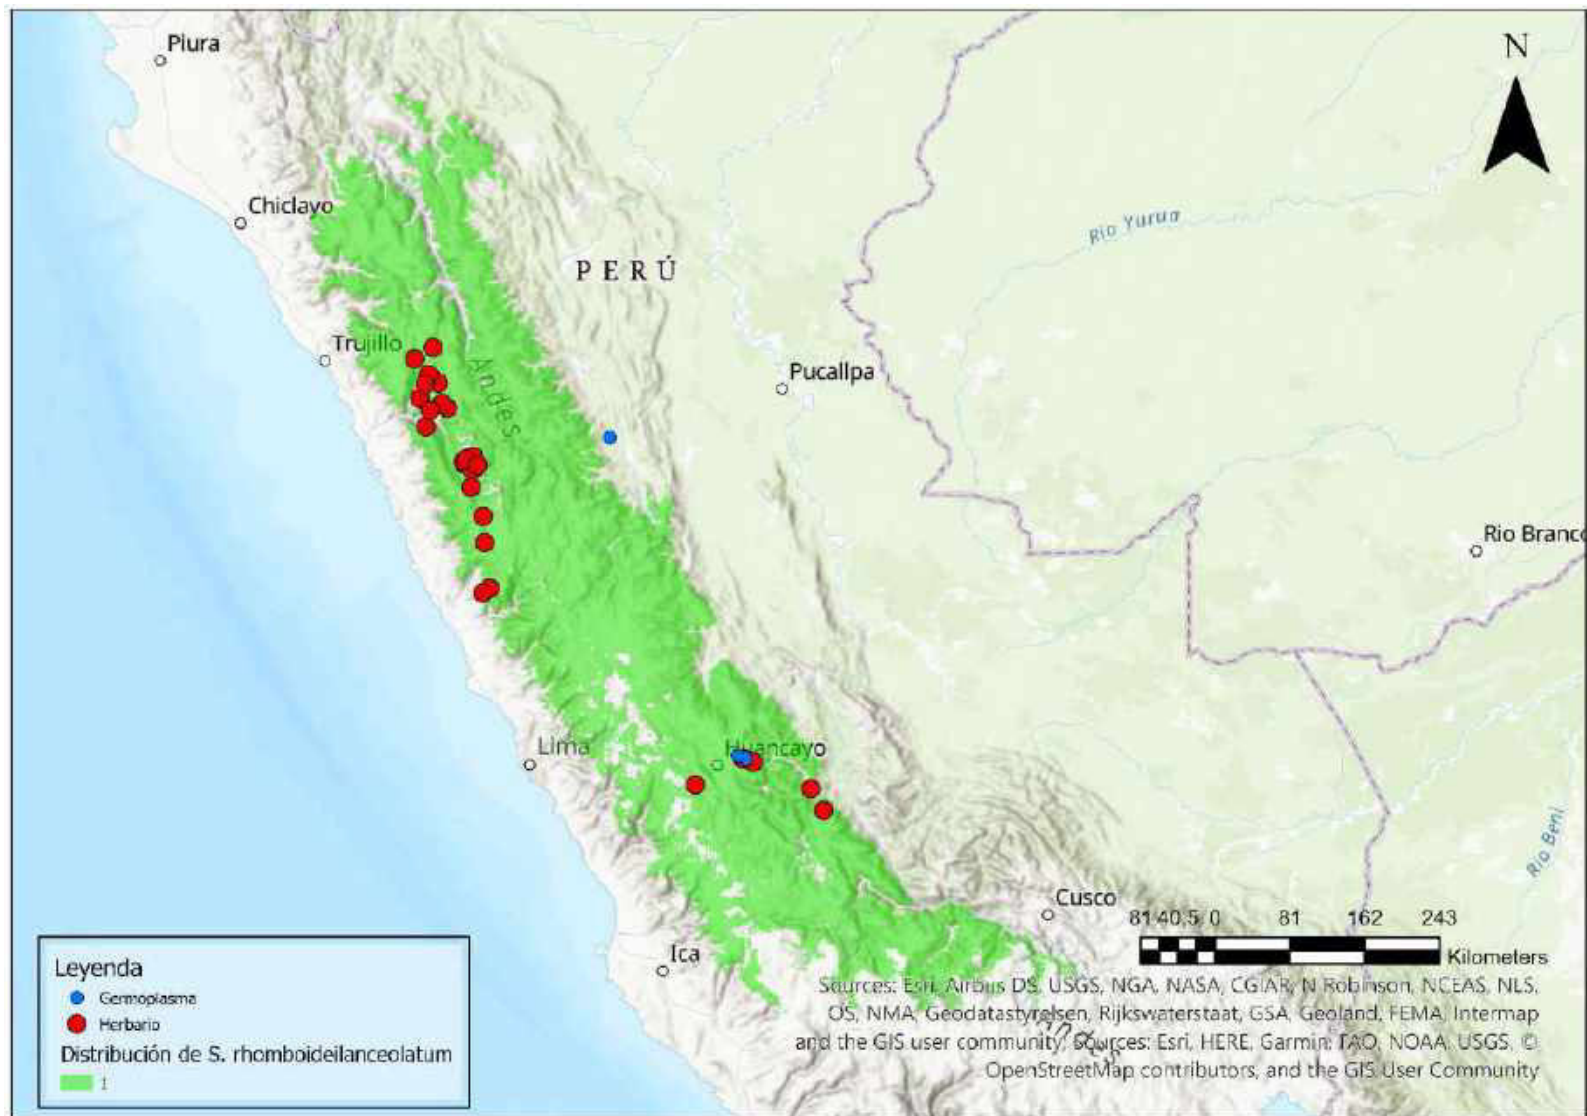 Piura
N
Chiclayo
Río Yurua
PERÚ
Trujillo
Andes
Pucallpa
Rio Branco
Lima
Huancayo
Río Beni
Cusco
81 40,5 0 81 162 243
Kilometers
Ica
Leyenda
Germoplasma
Herbario
Distribución de S. rhomboideilanceolatum
1
Andes
Sources: Esri, Airbus DS, USGS, NGA, NASA, CGIAR, N Robinson, NCEAS, NLS,
OS, NMA, Geodatastyrelsen, Rijkswaterstaat, GSA, Geoland, FEMA, Intermap
and the GIS user community, Sources: Esri, HERE, Garmin, FAO, NOAA, USGS, ©
OpenStreetMap contributors, and the GIS User Community